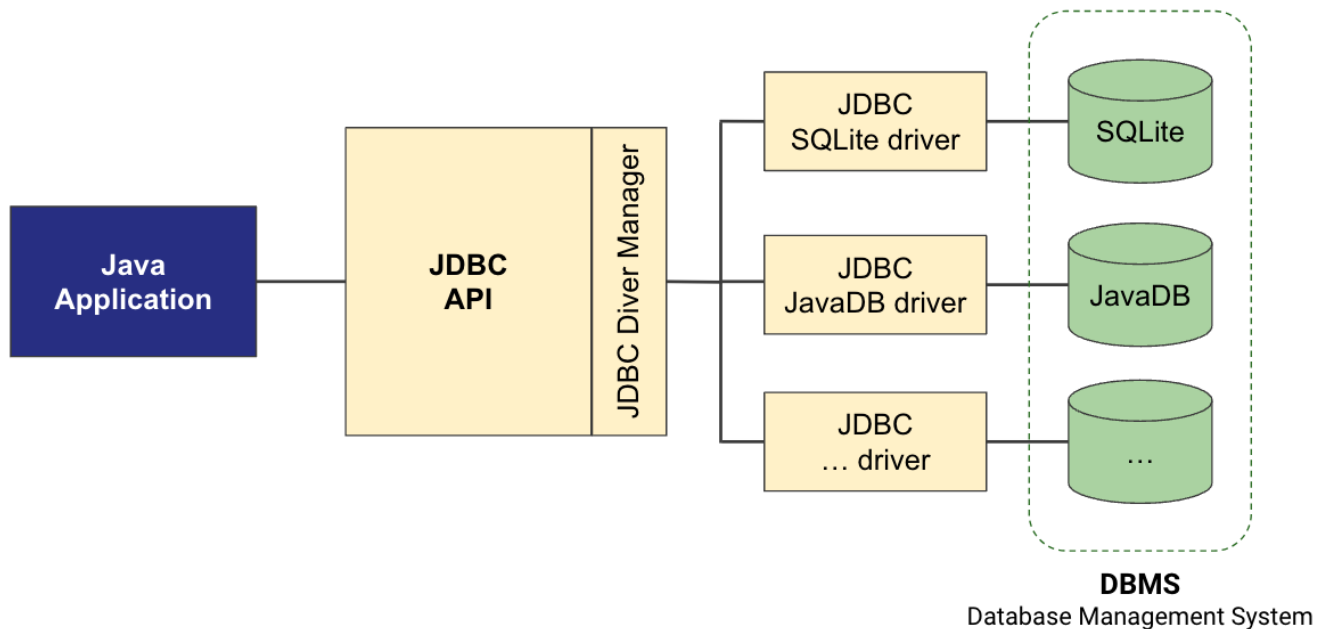 Java
Application
JDBC
API
JDBC Diver Manager
JDBC
SQLite driver
JDBC
JavaDB driver
JDBC
… driver
SQLite
JavaDB
…
DBMS
Database Management System